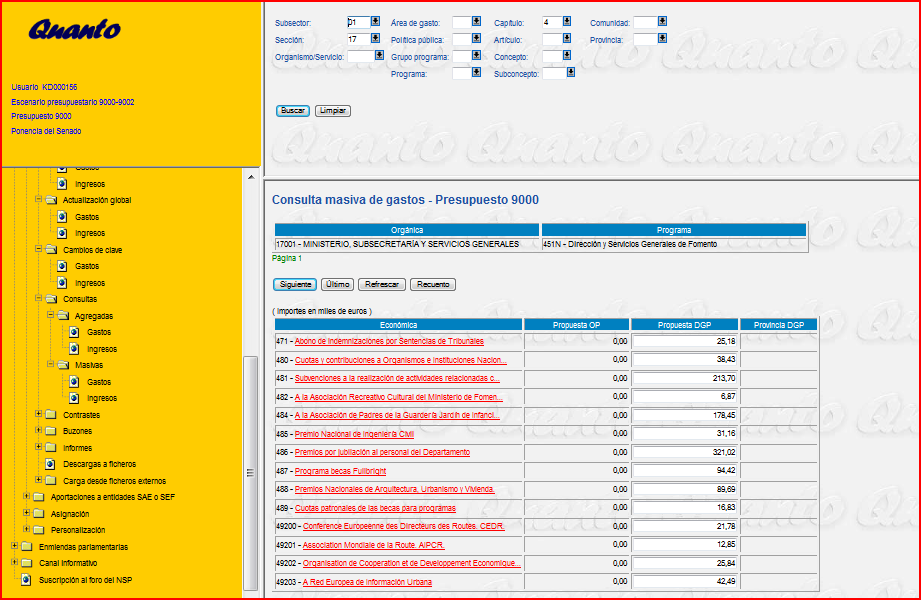 Quanto
Usuario KD000156
Escenario presupuestario 9000-9002
Presupuesto 9000
Ponencia del Senado
Gastos
Ingresos
Actualización global
Gastos
Ingresos
Cambios de clave
Gastos
Ingresos
Consultas
Agregadas
Gastos
Ingresos
Masivas
Gastos
Ingresos
Contrastes
Buzones
Informes
Descargas a ficheros
Carga desde ficheros externos
Aportaciones a entidades SAE o SEF
Asignación
Personalización
Enmiendas parlamentarias
Canal informativo
Suscripción al foro del NSP
Subsector: 01 Área de gasto: Capítulo: 4 Comunidad:
Sección: 17 Política pública: Artículo: Provincia:
Organismo/Servicio: Grupo programa: Concepto:
Programa: Subconcepto:
Buscar Limpiar
Consulta masiva de gastos - Presupuesto 9000
Orgánica Programa
17001 - MINISTERIO, SUBSECRETARÍA Y SERVICIOS GENERALES 451N - Dirección y Servicios Generales de Fomento
Página 1
Siguiente Último Refrescar Recuento
( Importes en miles de euros )
Económica Propuesta OP Propuesta DGP Provincia DGP
471 - Abono de indemnizaciones por Sentencias de Tribunales 0,00 25,18
480 - Cuotas y contribuciones a Organismos e Instituciones Nacion... 0,00 38,43
481 - Subvenciones a la realización de actividades relacionadas c... 0,00 213,70
482 - A la Asociación Recreativo Cultural del Ministerio de Fomen... 0,00 6,87
484 - A la Asociación de Padres de la Guardería Jardín de Infanci... 0,00 178,45
485 - Premio Nacional de Ingeniería Civil 0,00 31,16
486 - Premios por jubilación al personal del Departamento 0,00 321,02
487 - Programa becas Fullbright 0,00 94,42
488 - Premios Nacionales de Arquitectura, Urbanismo y Vivienda. 0,00 89,69
489 - Cuotas patronales de las becas para programas 0,00 16,83
49200 - Conference Européenne des Directeurs des Routes. CEDR. 0,00 21,78
49201 - Association Mondiale de la Route. AIPCR. 0,00 12,85
49202 - Organisation de Cooperation et de Developpement Economique... 0,00 25,84
49203 - A Red Europea de Información Urbana 0,00 42,49